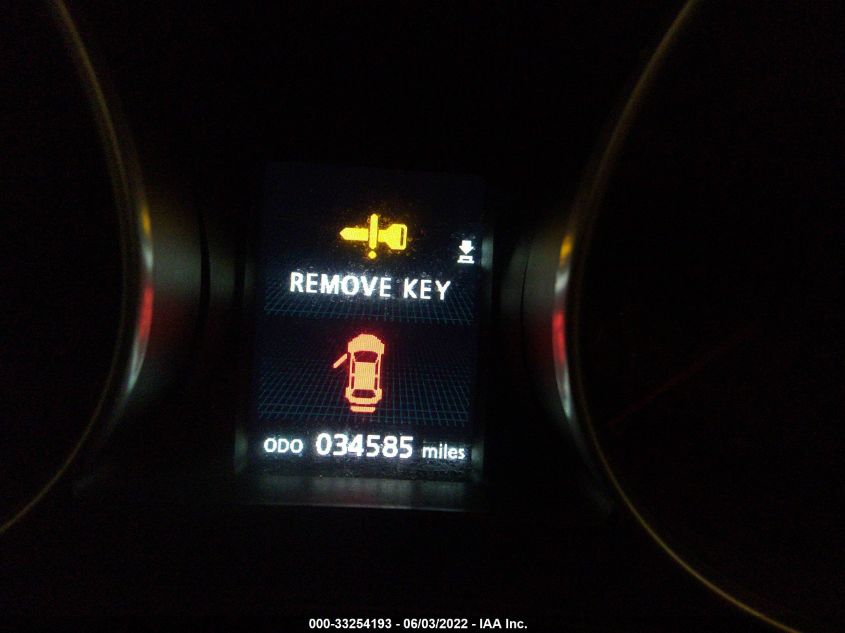 REMOVE KEY
ODO 034585 miles
000-33254193 - 06/03/2022 - IAA Inc.